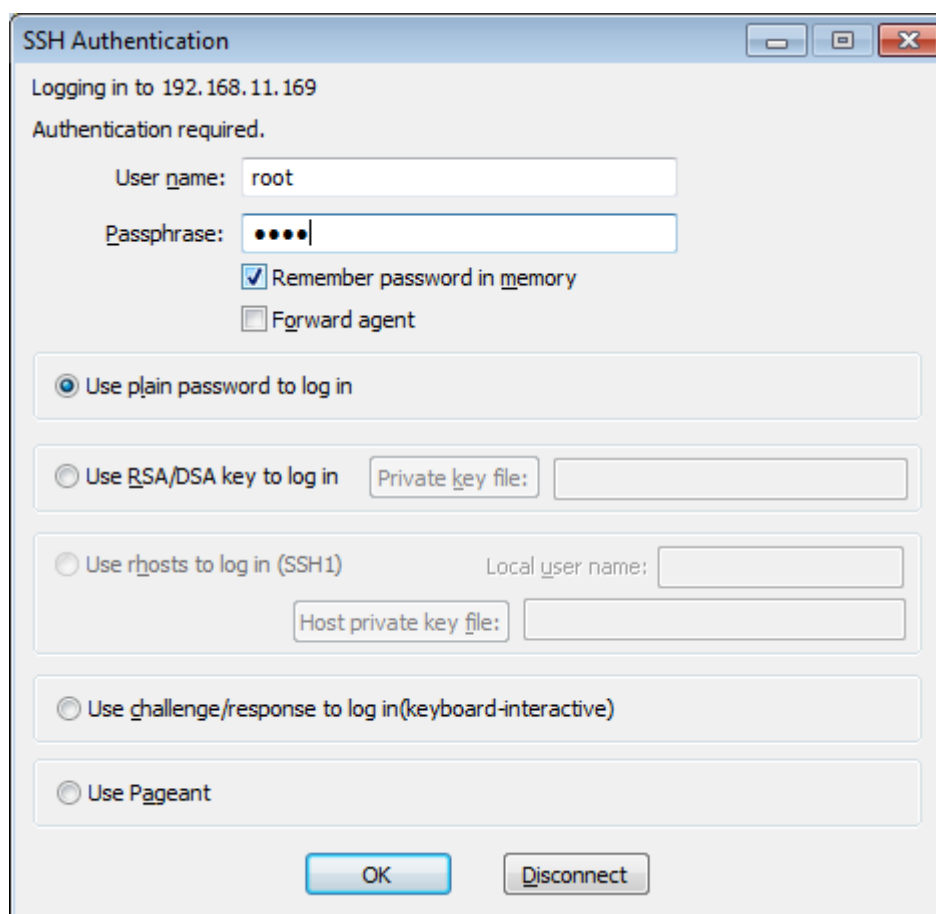 SSH Authentication
Logging in to 192.168.11.169
Authentication required.
User name: root
Passphrase: ●●●●
Remember password in memory
Forward agent
Use plain password to log in
Use RSA/DSA key to log in Private key file:
Use rhosts to log in (SSH1) Local user name:
Host private key file:
Use challenge/response to log in(keyboard-interactive)
Use Pageant
OK Disconnect